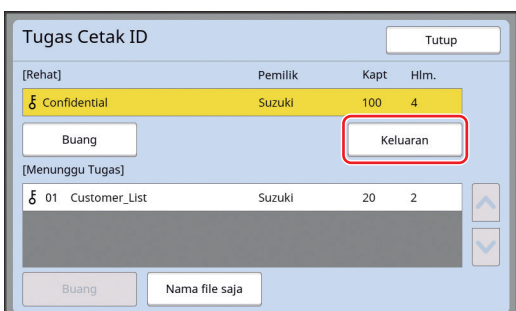 Tugas Cetak ID
Tutup
[Rehat] Pemilik Kapt Hlm.
Confidential Suzuki 100 4
Buang Keluaran
[Menunggu Tugas]
01 Customer_List Suzuki 20 2
Buang Nama file saja